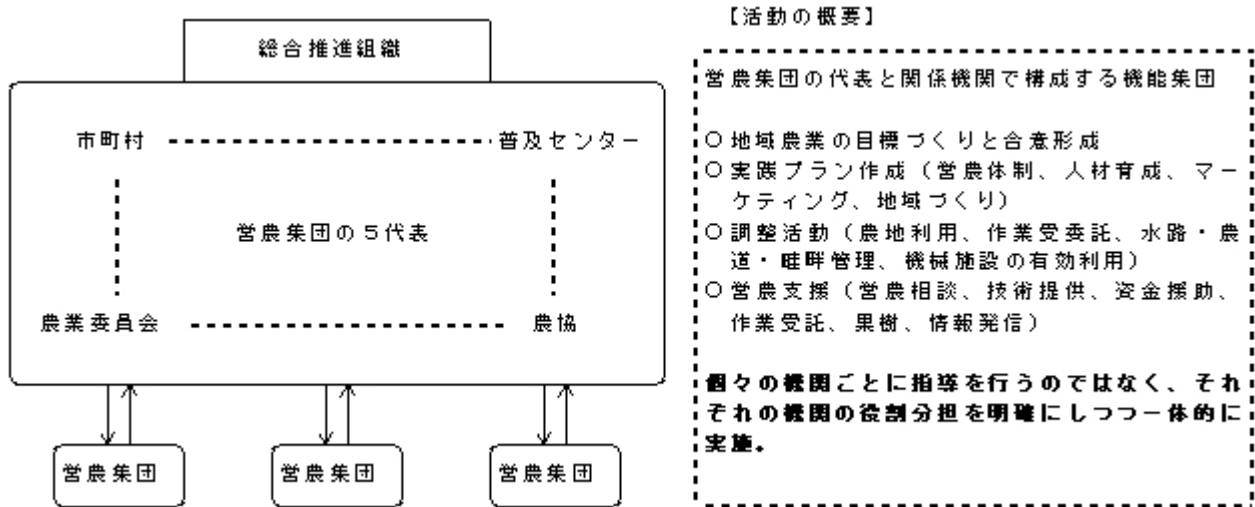 総合推進組織
市町村
普及センター
営農集団の5代表
農業委員会
農協
営農集団
営農集団
営農集団
【活動の概要】
営農集団の代表と関係機関で構成する機能集団
○地域農業の目標づくりと合意形成
○実践プラン作成（営農体制、人材育成、マー
ケティング、地域づくり）
○調整活動（農地利用、作業受委託、水路・農
道・畦畔管理、機械施設の有効利用）
○営農支援（営農相談、技術提供、資金援助、
作業受託、果樹、情報発信）
個々の機関ごとに指導を行うのではなく、それ
ぞれの機関の役割分担を明確にしつつ一体的に
実施。